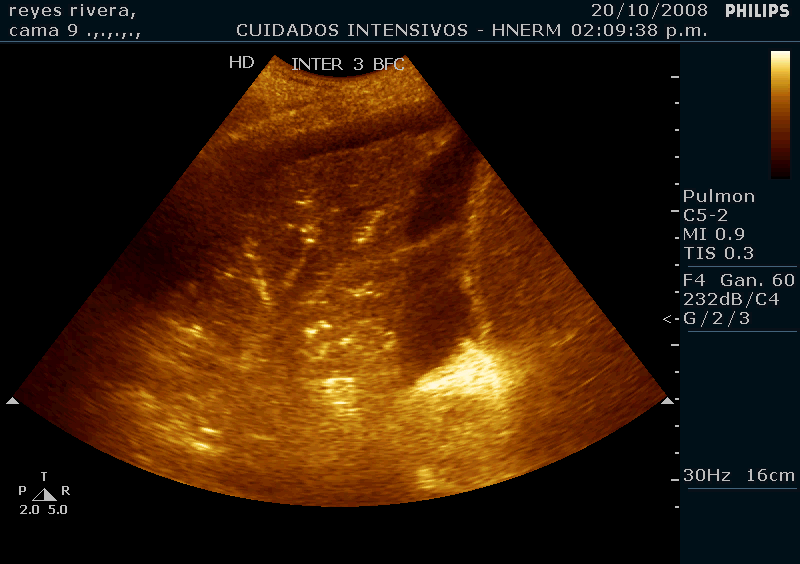 reyes rivera,
20/10/2008 PHILIPS
cama 9 .,.,.,.,
CUIDADOS INTENSIVOS - HNERM 02:09:38 p.m.
HD INTER 3 BFC
Pulmon
C5-2
MI 0.9
TIS 0.3
F4 Gan. 60
232dB/C4
G/2/3
<
30Hz 16cm
T
P R
2.0 5.0